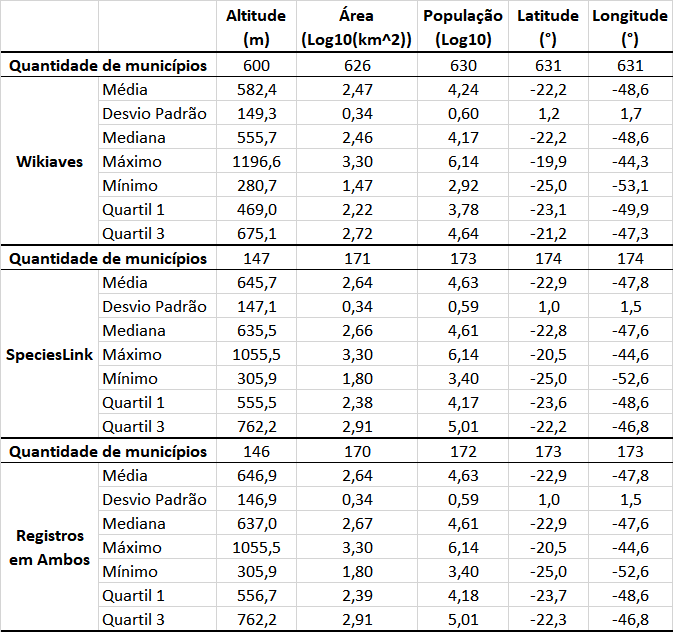 Altitude (m) Área (Log10(km^2)) População (Log10) Latitude (°) Longitude (°)
Quantidade de municípios 600 626 630 631 631
Wikiaves
Média 582,4 2,47 4,24 -22,2 -48,6
Desvio Padrão 149,3 0,34 0,60 1,2 1,7
Mediana 555,7 2,46 4,17 -22,2 -48,6
Máximo 1196,6 3,30 6,14 -19,9 -44,3
Mínimo 280,7 1,47 2,92 -25,0 -53,1
Quartil 1 469,0 2,22 3,78 -23,1 -49,9
Quartil 3 675,1 2,72 4,64 -21,2 -47,3
Quantidade de municípios 147 171 173 174 174
SpeciesLink
Média 645,7 2,64 4,63 -22,9 -47,8
Desvio Padrão 147,1 0,34 0,59 1,0 1,5
Mediana 635,5 2,66 4,61 -22,8 -47,6
Máximo 1055,5 3,30 6,14 -20,5 -44,6
Mínimo 305,9 1,80 3,40 -25,0 -52,6
Quartil 1 555,5 2,38 4,17 -23,6 -48,6
Quartil 3 762,2 2,91 5,01 -22,2 -46,8
Quantidade de municípios 146 170 172 173 173
Registros em Ambos
Média 646,9 2,64 4,63 -22,9 -47,8
Desvio Padrão 146,9 0,34 0,59 1,0 1,5
Mediana 637,0 2,67 4,61 -22,9 -47,6
Máximo 1055,5 3,30 6,14 -20,5 -44,6
Mínimo 305,9 1,80 3,40 -25,0 -52,6
Quartil 1 556,7 2,39 4,18 -23,7 -48,6
Quartil 3 762,2 2,91 5,01 -22,3 -46,8